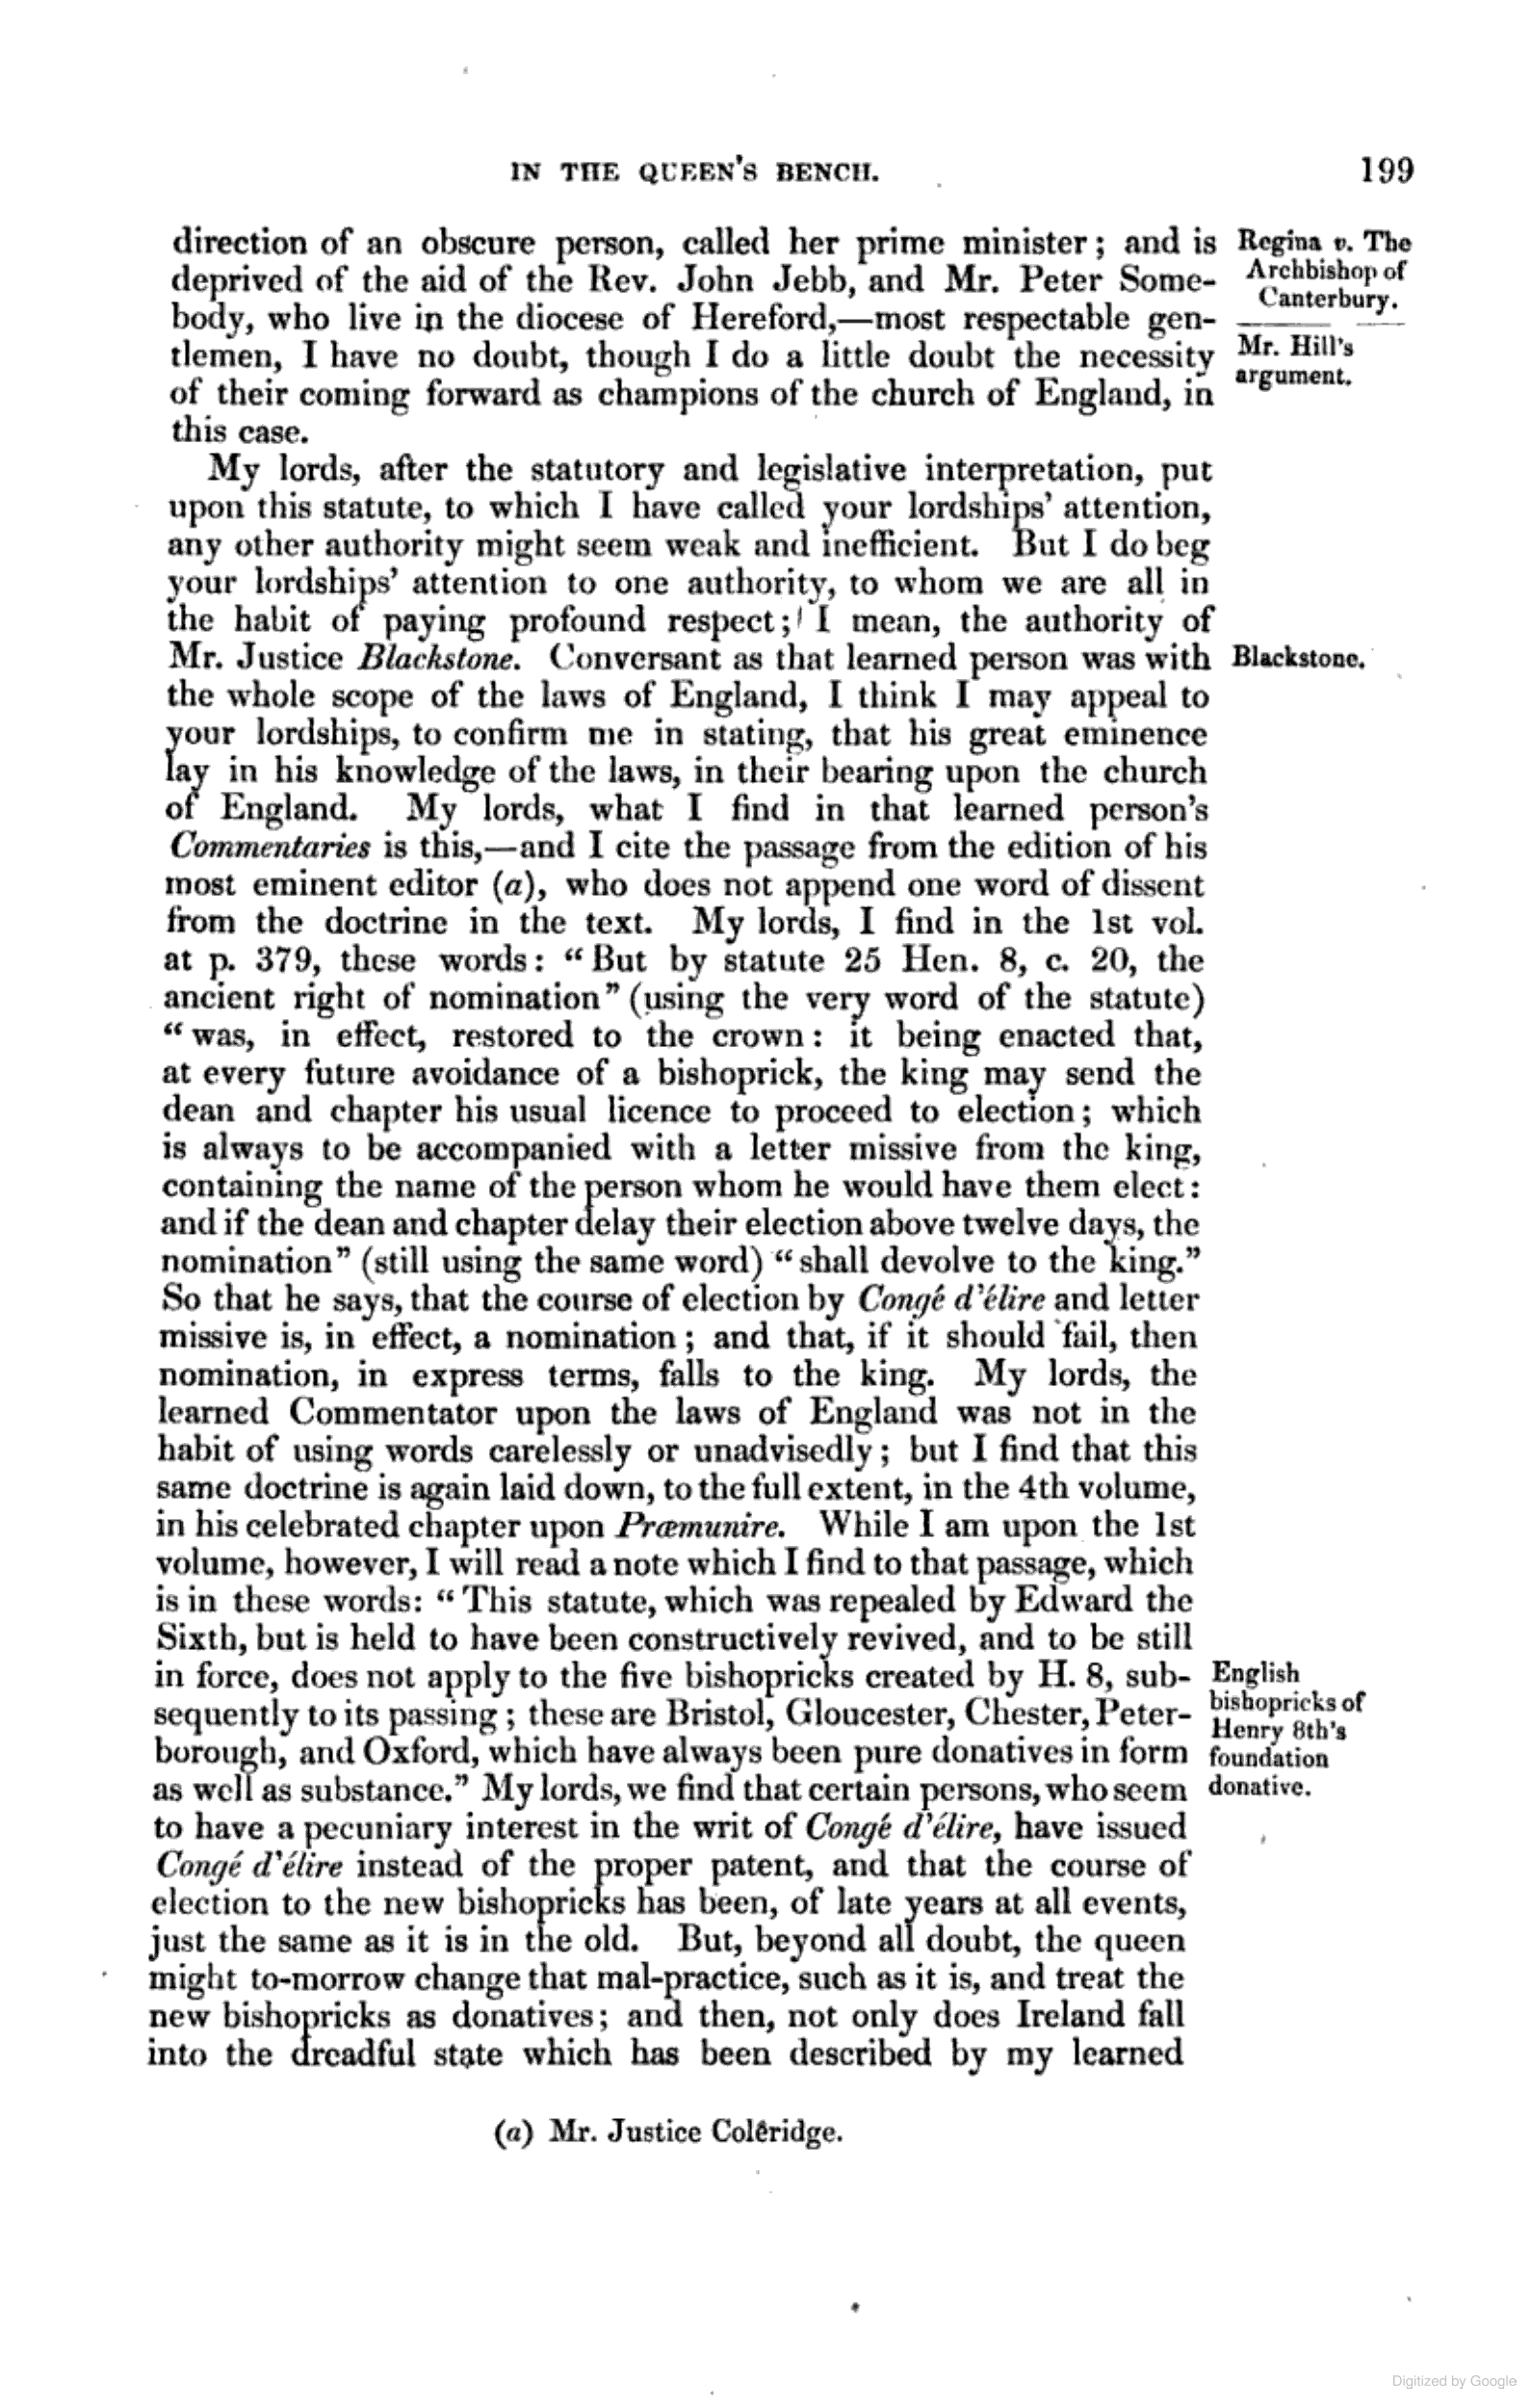 IN THE QUEEN'S BENCH. 199
direction of an obscure person, called her prime minister; and is
deprived of the aid of the Rev. John Jebb, and Mr. Peter Some-
body, who live in the diocese of Hereford,—most respectable gen-
tlemen, I have no doubt, though I do a little doubt the necessity
of their coming forward as champions of the church of England, in
this case.
Regina v. The
Archbishop of
Canterbury.
Mr. Hill's
argument.
My lords, after the statutory and legislative interpretation, put
upon this statute, to which I have called your lordships' attention,
any other authority might seem weak and inefficient. But I do beg
your lordships' attention to one authority, to whom we are all in
the habit of paying profound respect; I mean, the authority of
Mr. Justice Blackstone. Conversant as that learned person was with
Blackstone.
the whole scope of the laws of England, I think I may appeal to
your lordships, to confirm me in stating, that his great eminence
lay in his knowledge of the laws, in their bearing upon the church
of England. My lords, what I find in that learned person's
Commentaries is this,—and I cite the passage from the edition of his
most eminent editor (a), who does not append one word of dissent
from the doctrine in the text. My lords, I find in the 1st vol.
at p. 379, these words: "But by statute 25 Hen. 8, c. 20, the
ancient right of nomination" (using the very word of the statute)
"was, in effect, restored to the crown: it being enacted that,
at every future avoidance of a bishoprick, the king may send the
dean and chapter his usual licence to proceed to election; which
is always to be accompanied with a letter missive from the king,
containing the name of the person whom he would have them elect:
and if the dean and chapter delay their election above twelve days, the
nomination" (still using the same word) "shall devolve to the king."
So that he says, that the course of election by Congé d'élire and letter
missive is, in effect, a nomination; and that, if it should fail, then
nomination, in express terms, falls to the king. My lords, the
learned Commentator upon the laws of England was not in the
habit of using words carelessly or unadvisedly; but I find that this
same doctrine is again laid down, to the full extent, in the 4th volume,
in his celebrated chapter upon Præmunire. While I am upon the 1st
volume, however, I will read a note which I find to that passage, which
is in these words: "This statute, which was repealed by Edward the
Sixth, but is held to have been constructively revived, and to be still
in force, does not apply to the five bishopricks created by H. 8, sub-
sequently to its passing; these are Bristol, Gloucester, Chester, Peter-
borough, and Oxford, which have always been pure donatives in form
as well as substance." My lords, we find that certain persons, who seem
English
bishopricks of
Henry 8th's
foundation
donative.
to have a pecuniary interest in the writ of Congé d'élire, have issued
Congé d'élire instead of the proper patent, and that the course of
election to the new bishopricks has been, of late years at all events,
just the same as it is in the old. But, beyond all doubt, the queen
might to-morrow change that mal-practice, such as it is, and treat the
new bishopricks as donatives; and then, not only does Ireland fall
into the dreadful state which has been described by my learned
(a) Mr. Justice Coleridge.
Digitized by Google